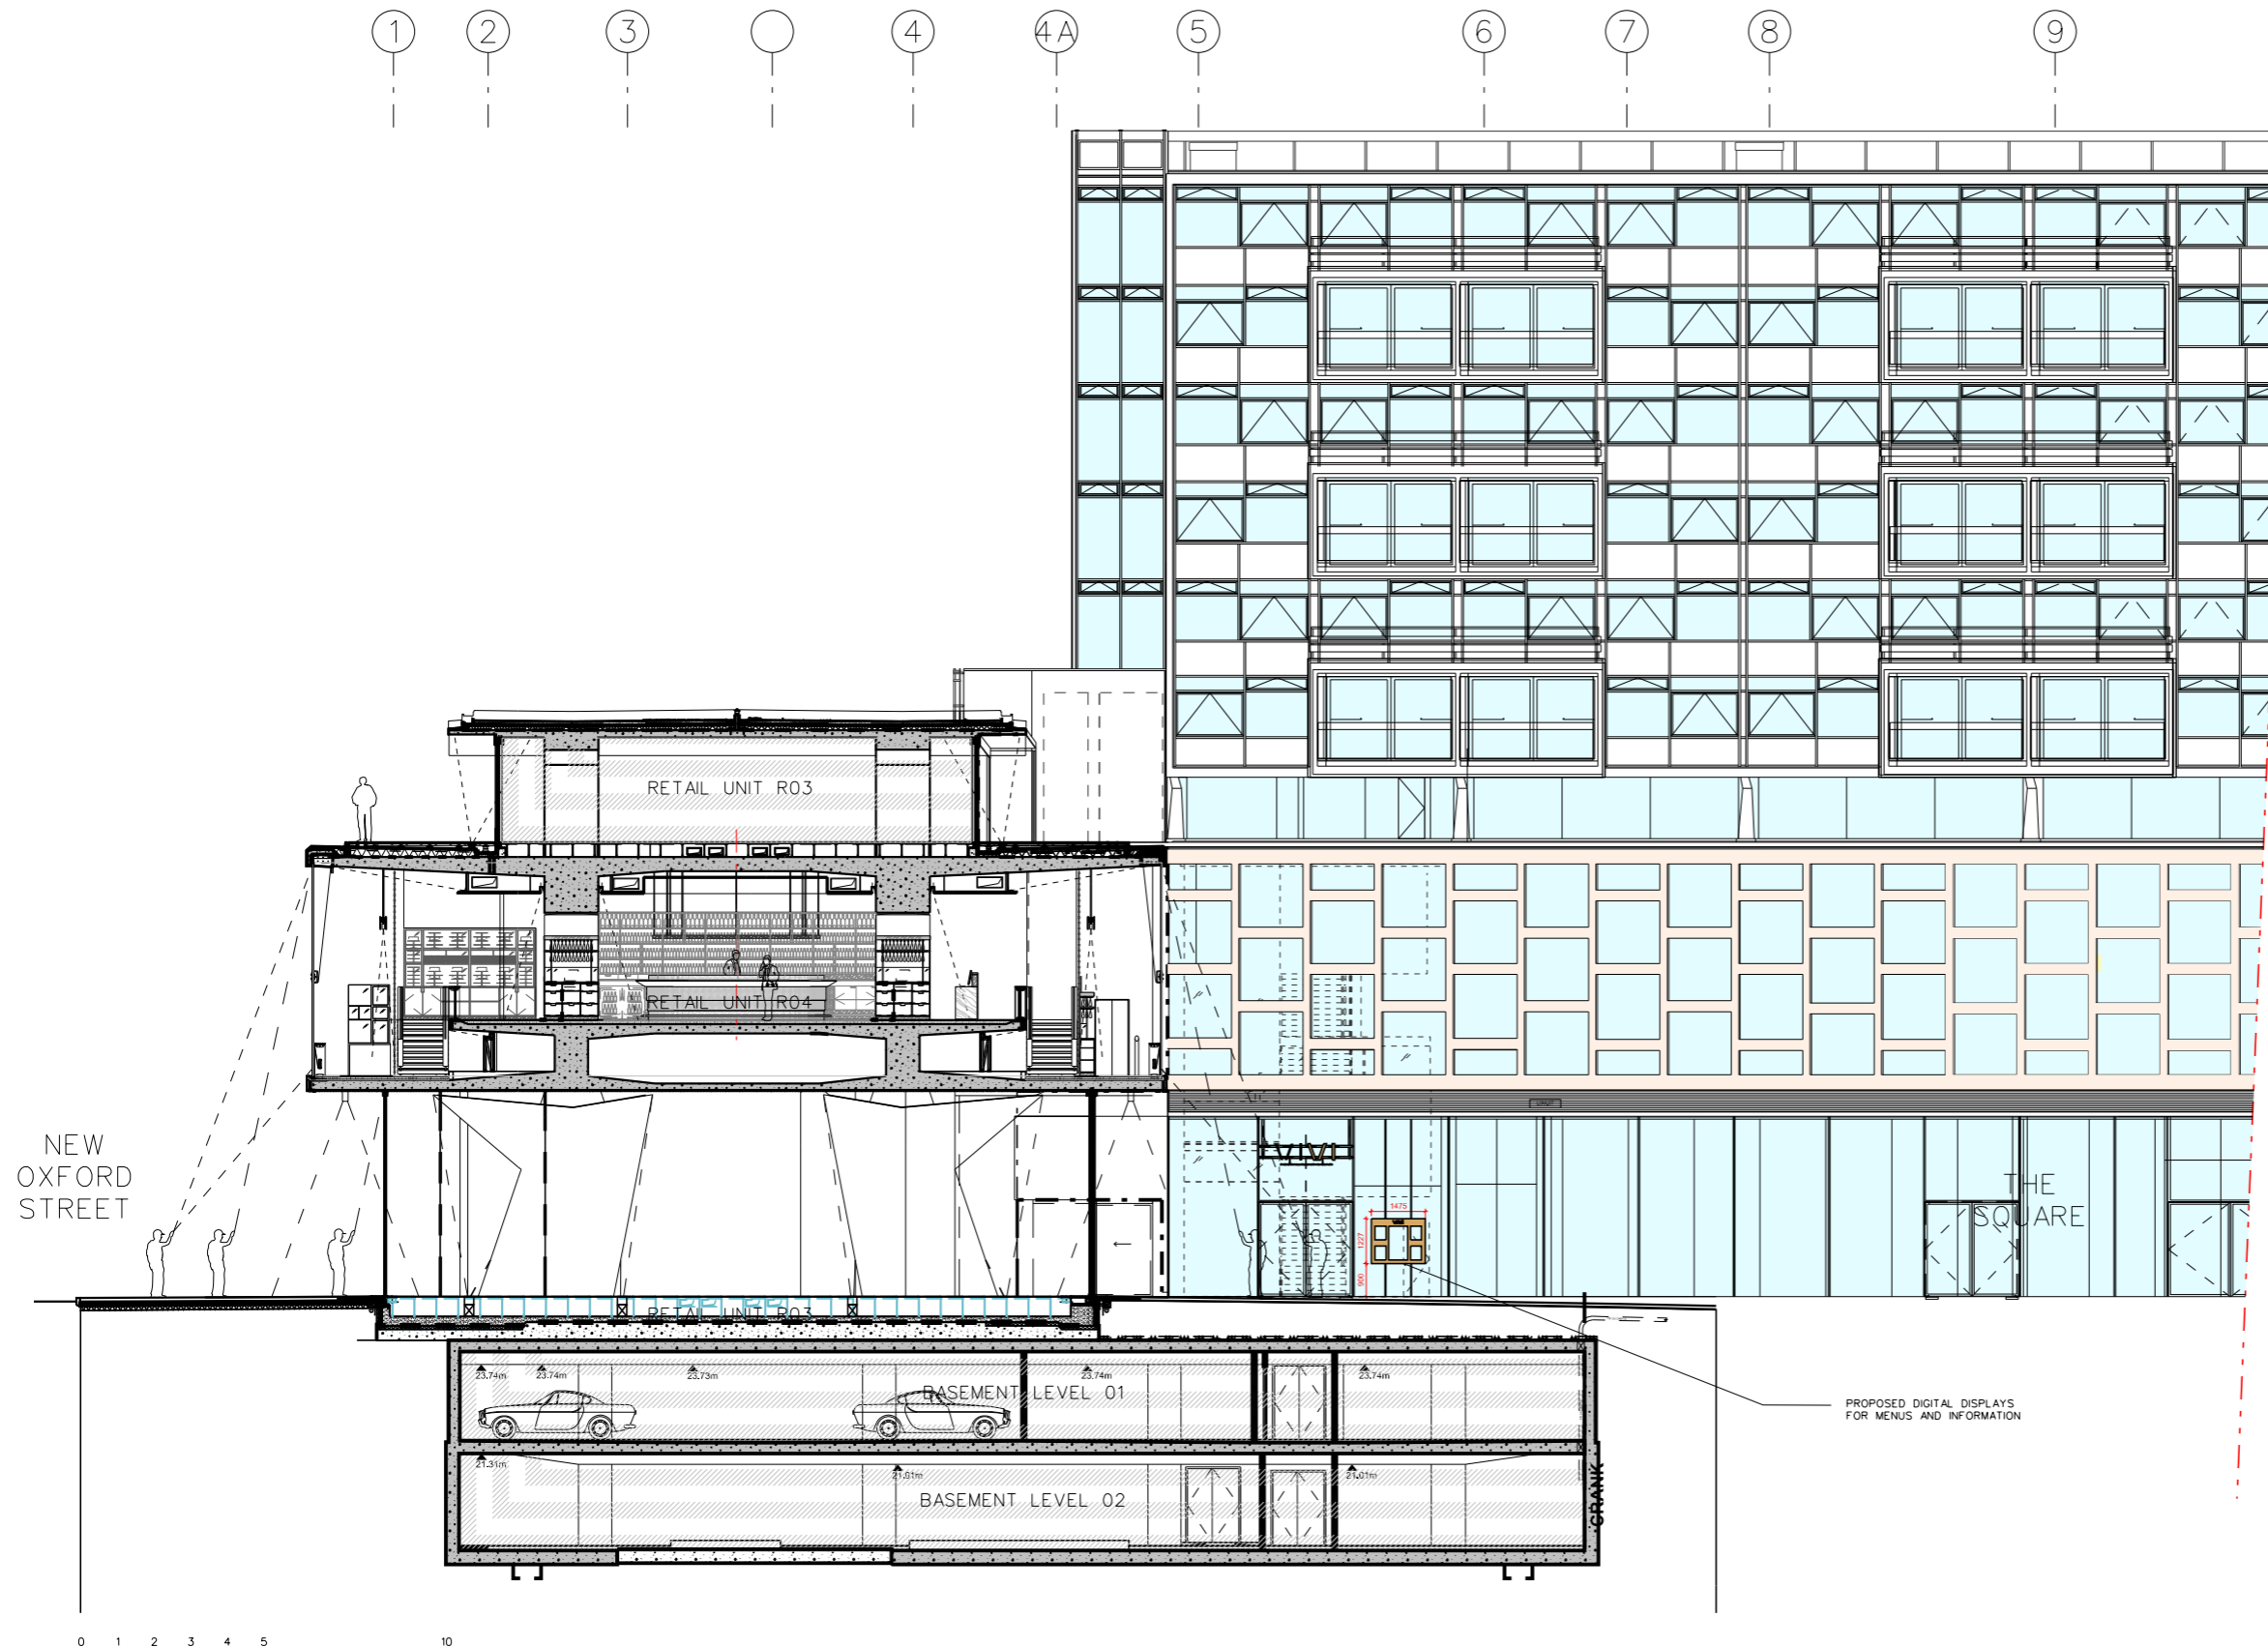 1 2 3 4 4A 5 6 7 8 9
RETAIL UNIT R03
RETAIL UNIT R04
NEW
OXFORD
STREET
VIVI
THE
SQUARE
1475
1227
900
RETAIL UNIT R03
23.74m 23.74m 23.73m 23.74m 23.74m
BASEMENT LEVEL 01
PROPOSED DIGITAL DISPLAYS
FOR MENUS AND INFORMATION
21.31m 21.01m 21.01m
BASEMENT LEVEL 02
CRANK
0 1 2 3 4 5 10